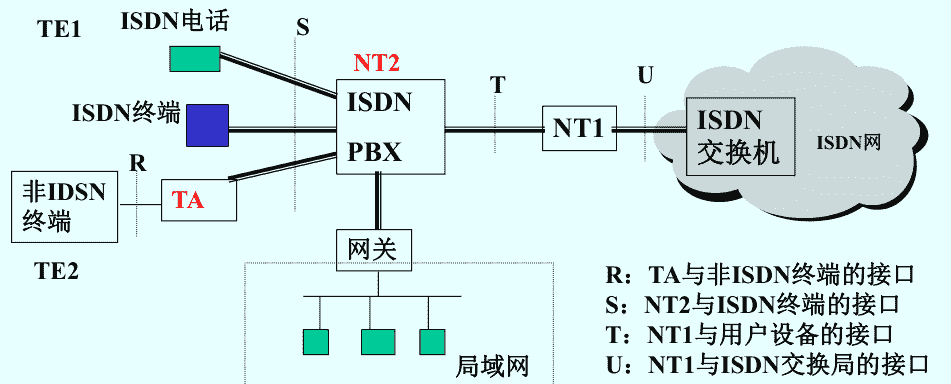 TE1
ISDN电话
S
NT2
ISDN
PBX
T
U
NT1
ISDN
交换机
ISDN网
ISDN终端
R
非IDSN
终端
TA
TE2
网关
局域网
R：TA与非ISDN终端的接口
S：NT2与ISDN终端的接口
T：NT1与用户设备的接口
U：NT1与ISDN交换局的接口